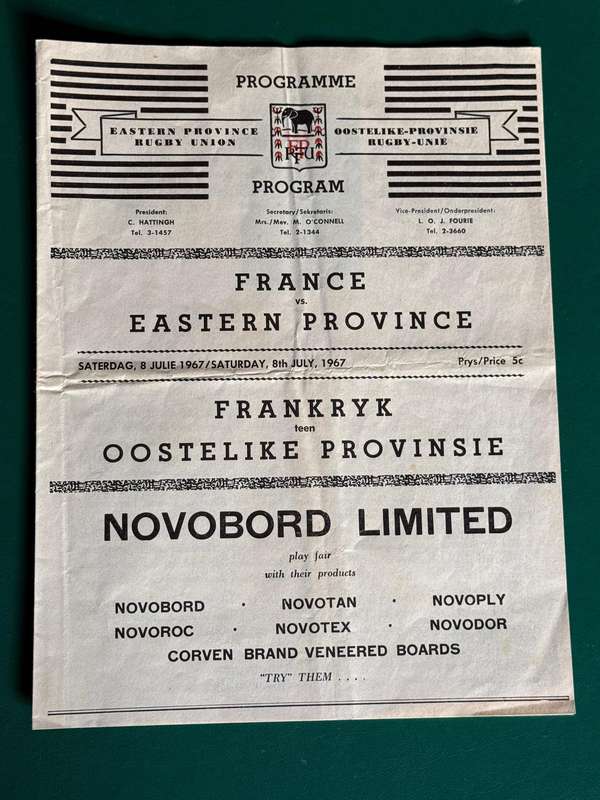 PROGRAMME
EASTERN PROVINCE OOSTELIKE-PROVINSIE
RUGBY UNION RUGBY-UNIE
EP
RFU
PROGRAM
President: Secretary/Sekretaris: Vice-President/Onderpresident:
C. HATTINGH Mrs./Mev. M. O'CONNELL L. O. J. FOURIE
Tel. 3-1457 Tel. 2-1344 Tel. 2-3660
FRANCE
vs.
EASTERN PROVINCE
SATERDAG, 8 JULIE 1967/SATURDAY, 8th JULY, 1967 Prys/Price 5c
FRANKRYK
teen
OOSTELIKE PROVINSIE
NOVOBORD LIMITED
play fair
with their products
NOVOBORD · NOVOTAN · NOVOPLY
NOVOROC · NOVOTEX · NOVODOR
CORVEN BRAND VENEERED BOARDS
"TRY" THEM . . . .